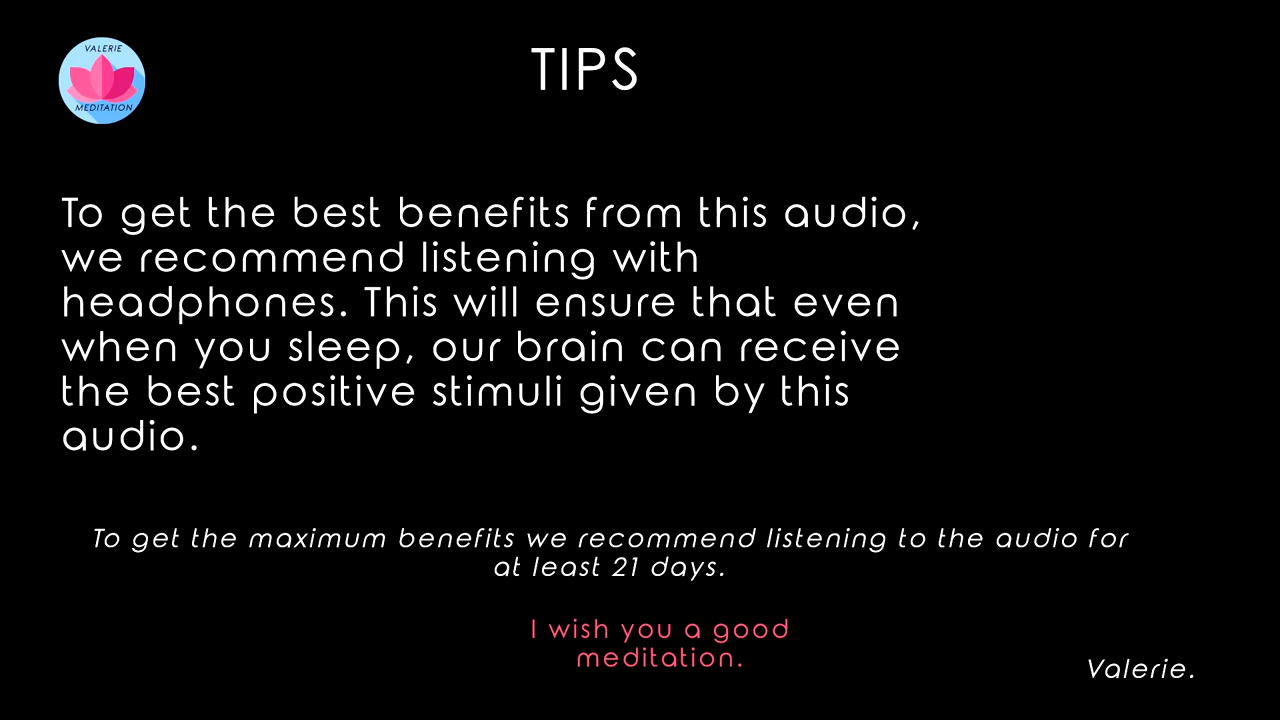 VALERIE
MEDITATION
TIPS
To get the best benefits from this audio,
we recommend listening with
headphones. This will ensure that even
when you sleep, our brain can receive
the best positive stimuli given by this
audio.
To get the maximum benefits we recommend listening to the audio for
at least 21 days.
I wish you a good
meditation.
Valerie.